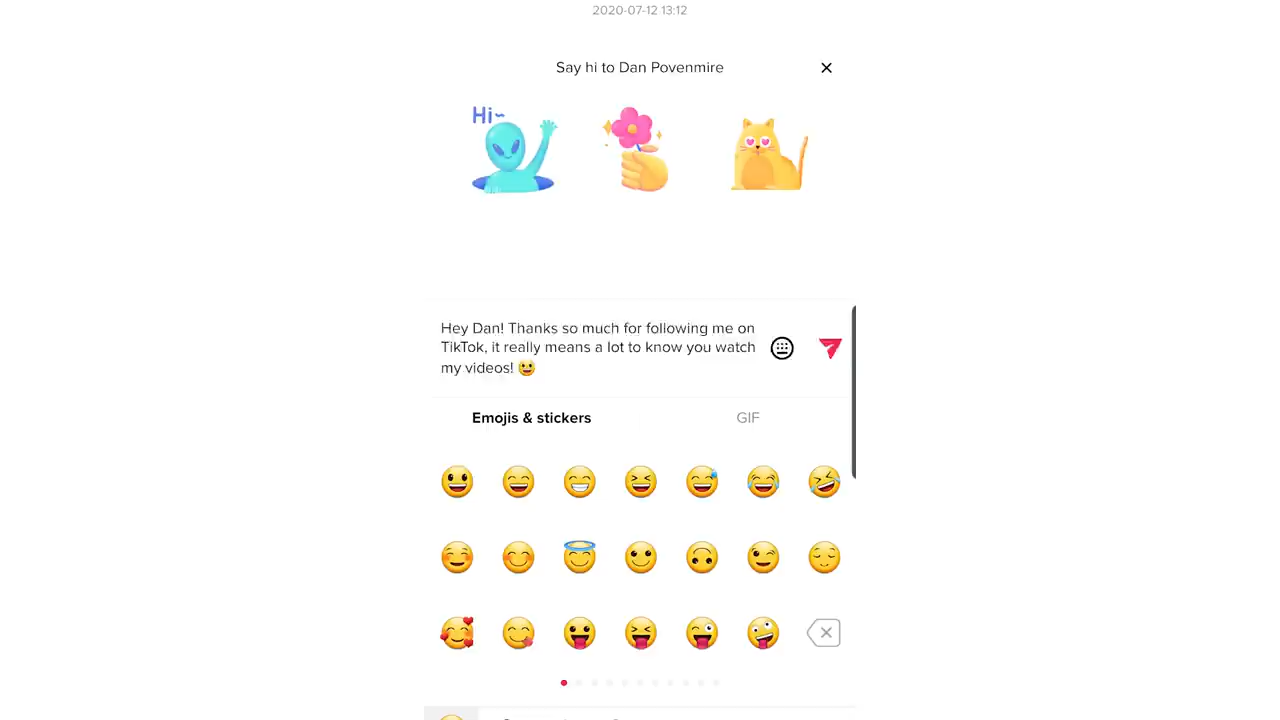 2020-07-12 13:12
Say hi to Dan Povenmire
Hi~
Hey Dan! Thanks so much for following me on
TikTok, it really means a lot to know you watch
my videos! 😃
Emojis & stickers
GIF